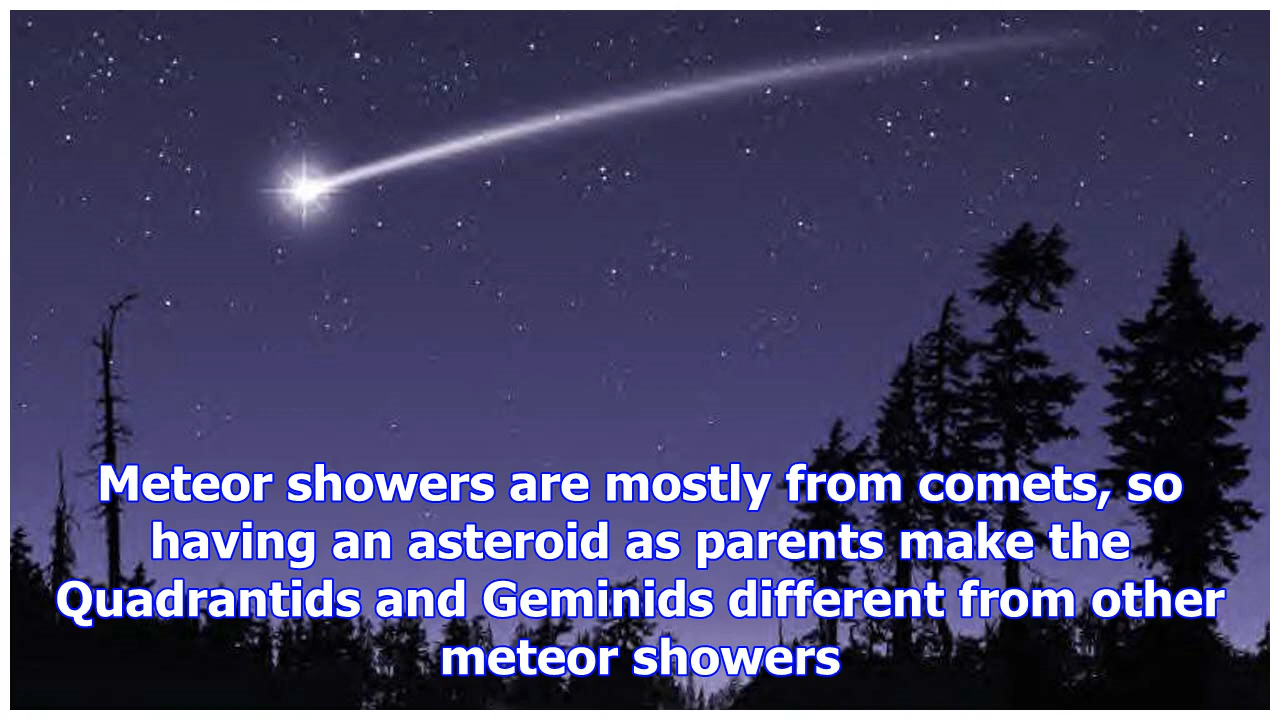 Meteor showers are mostly from comets, so
having an asteroid as parents make the
Quadrantids and Geminids different from other
meteor showers